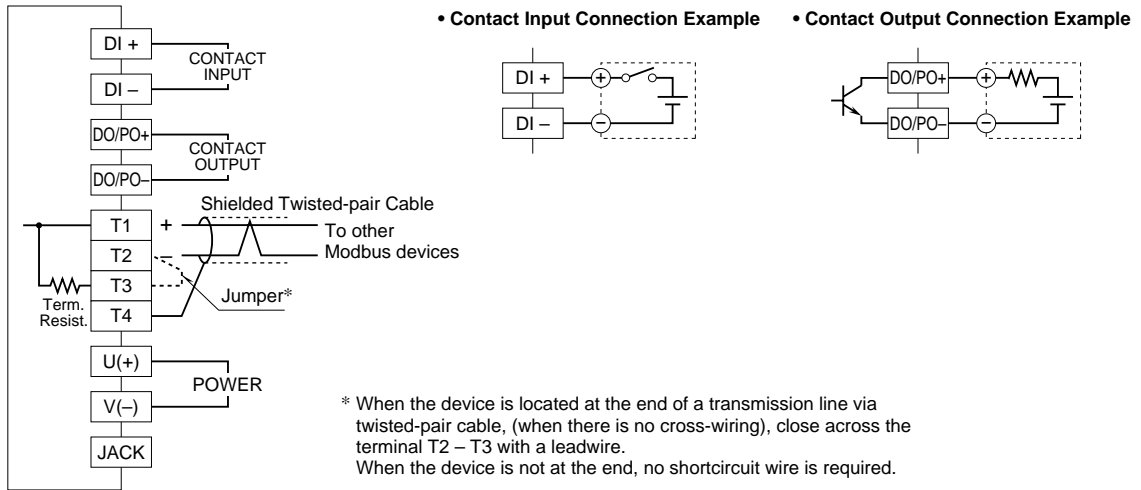 DI +
CONTACT
INPUT
DI –
DO/PO+
CONTACT
OUTPUT
DO/PO–
Shielded Twisted-pair Cable
T1
+
To other
T2
–
Modbus devices
T3
Jumper*
Term.
Resist.
T4
U(+)
POWER
V(–)
JACK
• Contact Input Connection Example
DI +
+
DI –
–
• Contact Output Connection Example
DO/PO+
+
DO/PO–
–
* When the device is located at the end of a transmission line via
twisted-pair cable, (when there is no cross-wiring), close across the
terminal T2 – T3 with a leadwire.
When the device is not at the end, no shortcircuit wire is required.